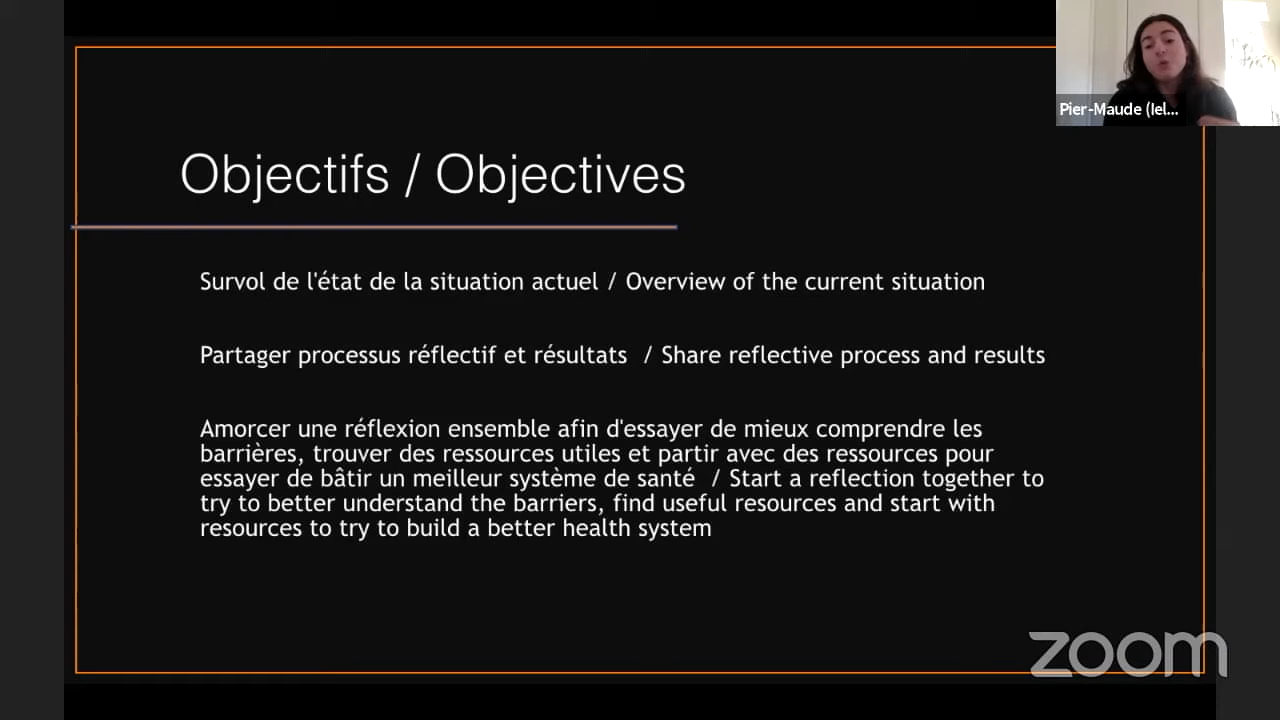 Pier-Maude (Iel...
Objectifs / Objectives
Survol de l'état de la situation actuel / Overview of the current situation
Partager processus réflectif et résultats / Share reflective process and results
Amorcer une réflexion ensemble afin d'essayer de mieux comprendre les
barrières, trouver des ressources utiles et partir avec des ressources pour
essayer de bâtir un meilleur système de santé / Start a reflection together to
try to better understand the barriers, find useful resources and start with
resources to try to build a better health system
zoom